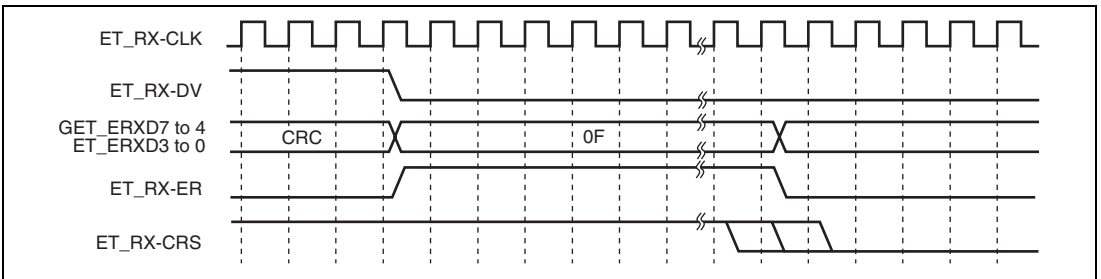 ET_RX-CLK
ET_RX-DV
GET_ERXD7 to 4
ET_ERXD3 to 0
CRC
0F
ET_RX-ER
ET_RX-CRS